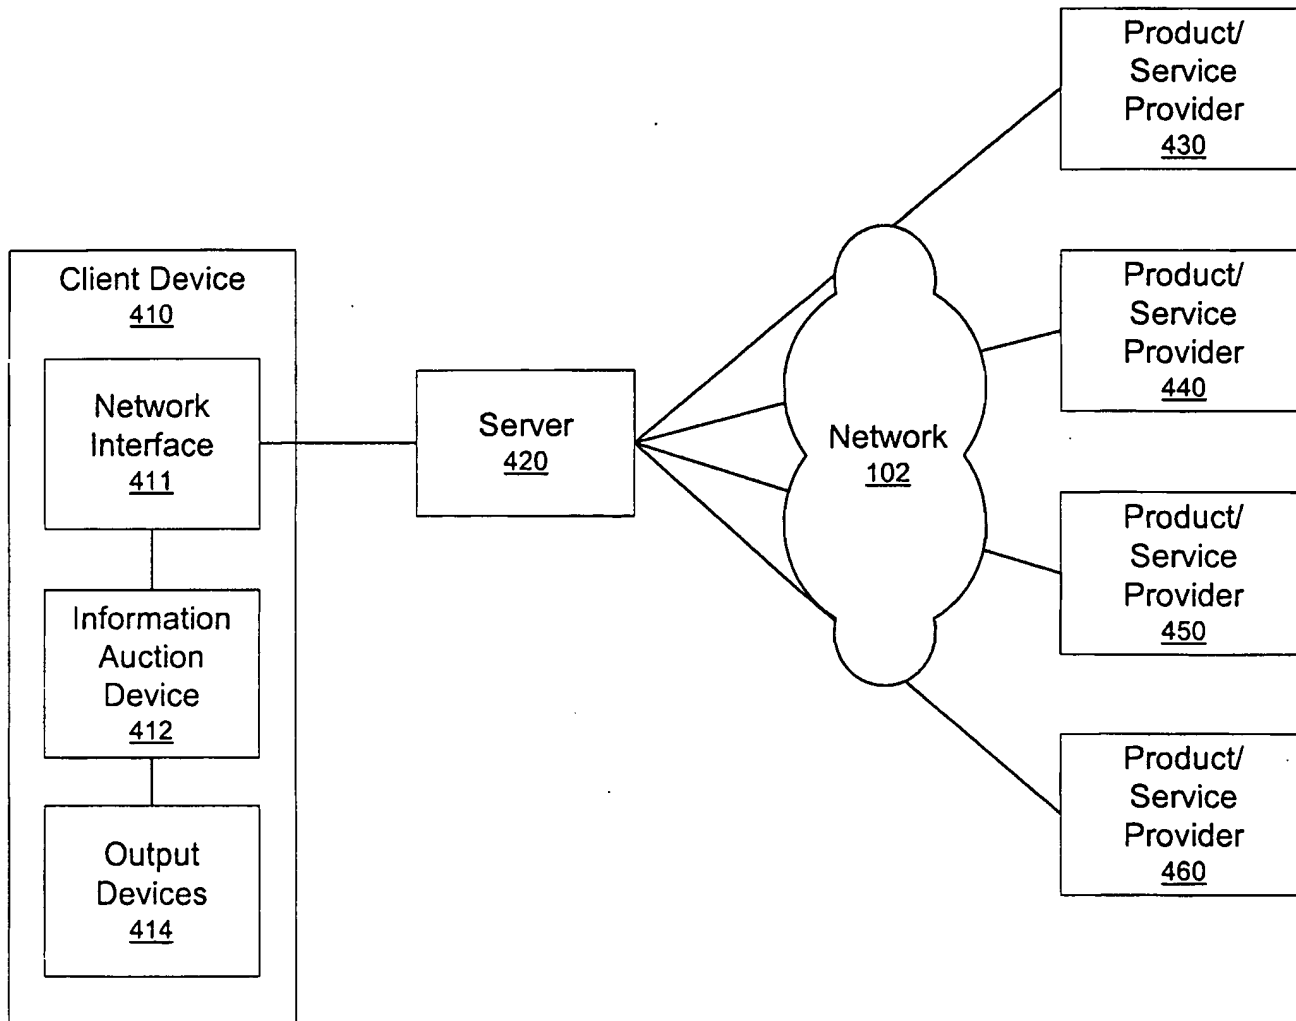 Client Device
410
Network
Interface
411
Information
Auction
Device
412
Output
Devices
414
Server
420
Network
102
Product/
Service
Provider
430
Product/
Service
Provider
440
Product/
Service
Provider
450
Product/
Service
Provider
460